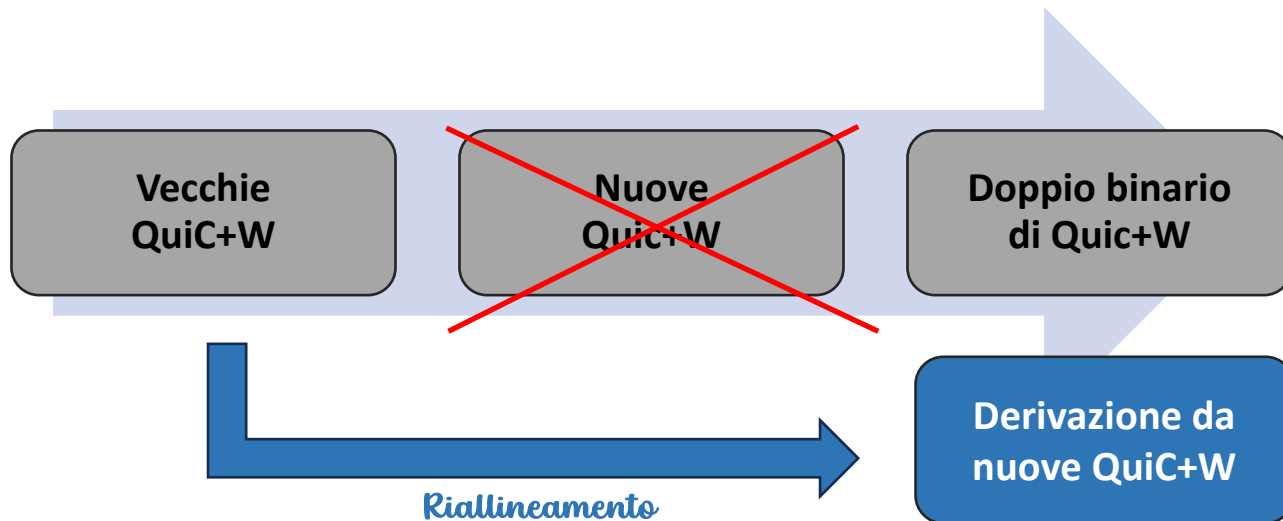 Vecchie
QuiC+W
Nuove
Quic+W
Doppio binario
di Quic+W
Derivazione da
nuove QuiC+W
Riallineamento